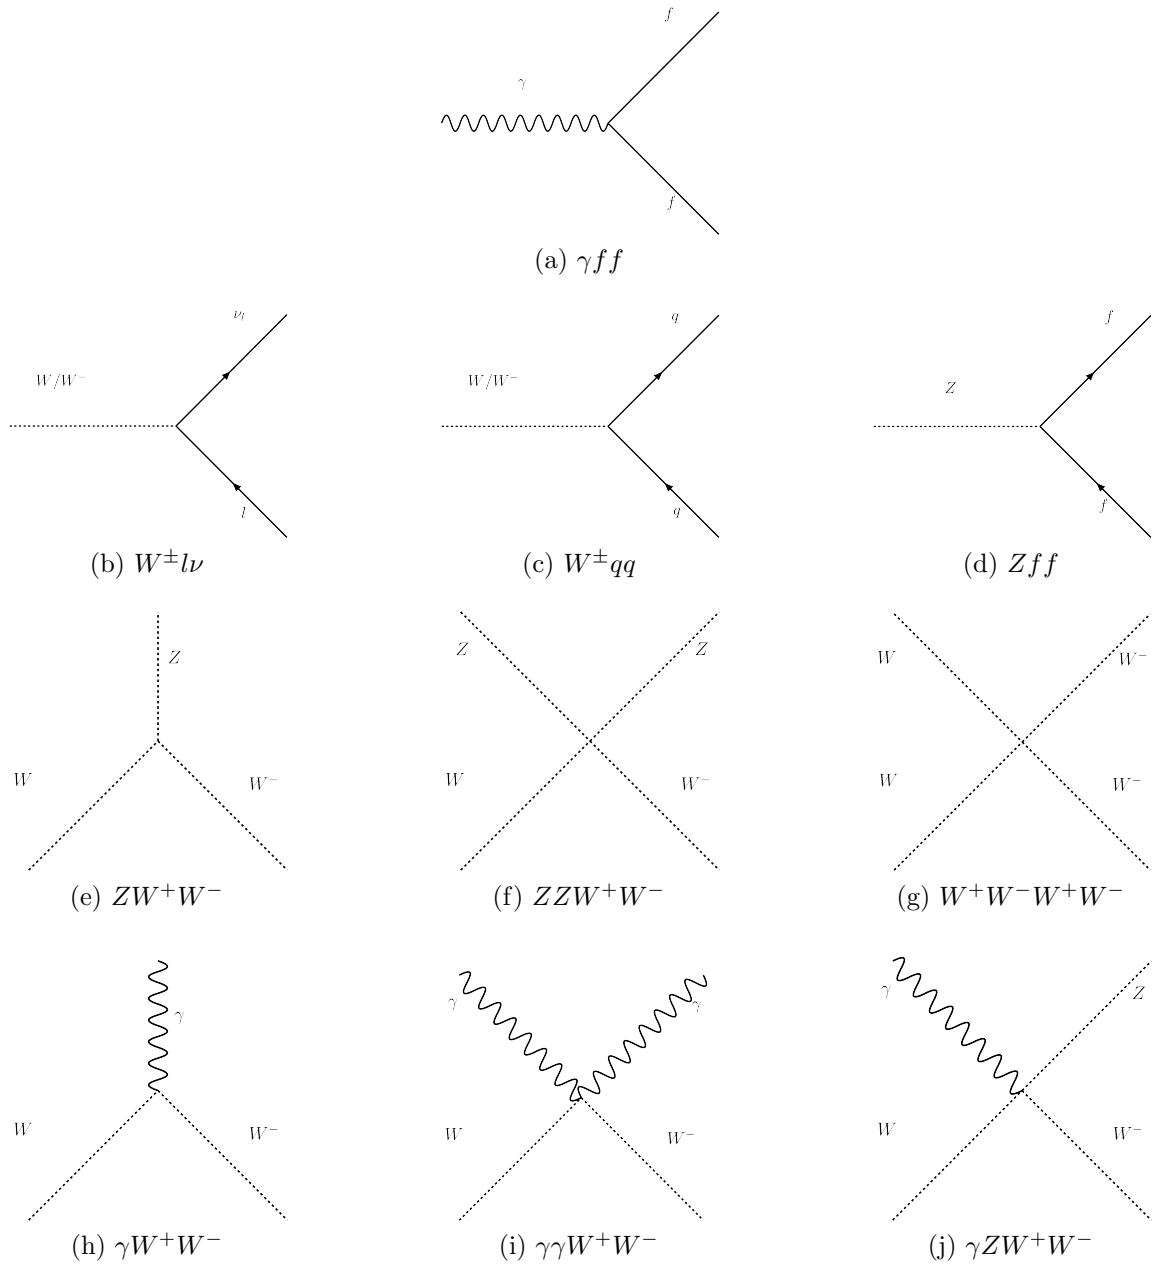 f
γ
f
(a) γff
ν_l
W/W⁻
l
(b) W^±lν
q
W/W⁻
q
(c) W^±qq
f
Z
f
(d) Zff
Z
W
W⁻
(e) ZW⁺W⁻
Z
Z
W
W⁻
(f) ZZW⁺W⁻
W
W⁻
W
W⁻
(g) W⁺W⁻W⁺W⁻
γ
W
W⁻
(h) γW⁺W⁻
γ
γ
W
W⁻
(i) γγW⁺W⁻
γ
Z
W
W⁻
(j) γZW⁺W⁻